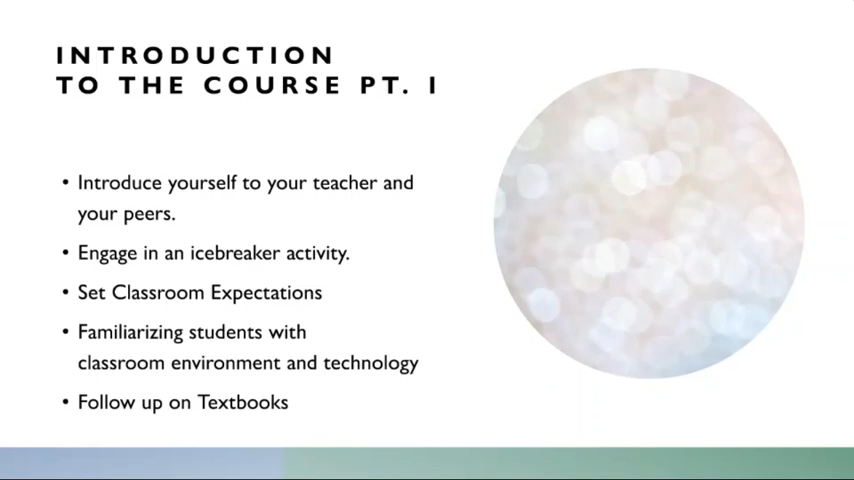 INTRODUCTION
TO THE COURSE PT. I
• Introduce yourself to your teacher and
your peers.
• Engage in an icebreaker activity.
• Set Classroom Expectations
• Familiarizing students with
classroom environment and technology
• Follow up on Textbooks